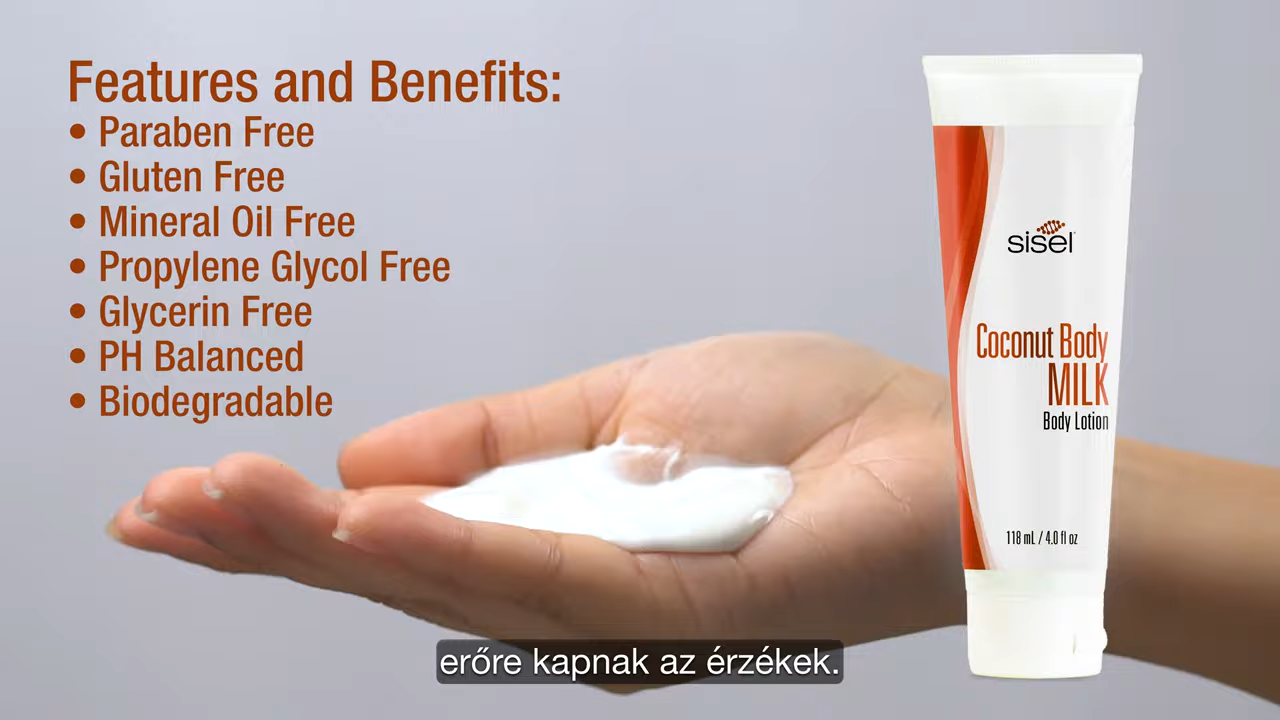 Features and Benefits:
• Paraben Free
• Gluten Free
• Mineral Oil Free
• Propylene Glycol Free
• Glycerin Free
• PH Balanced
• Biodegradable
sisel
Coconut Body
MILK
Body Lotion
118 mL / 4.0 fl oz
erőre kapnak az érzékek.